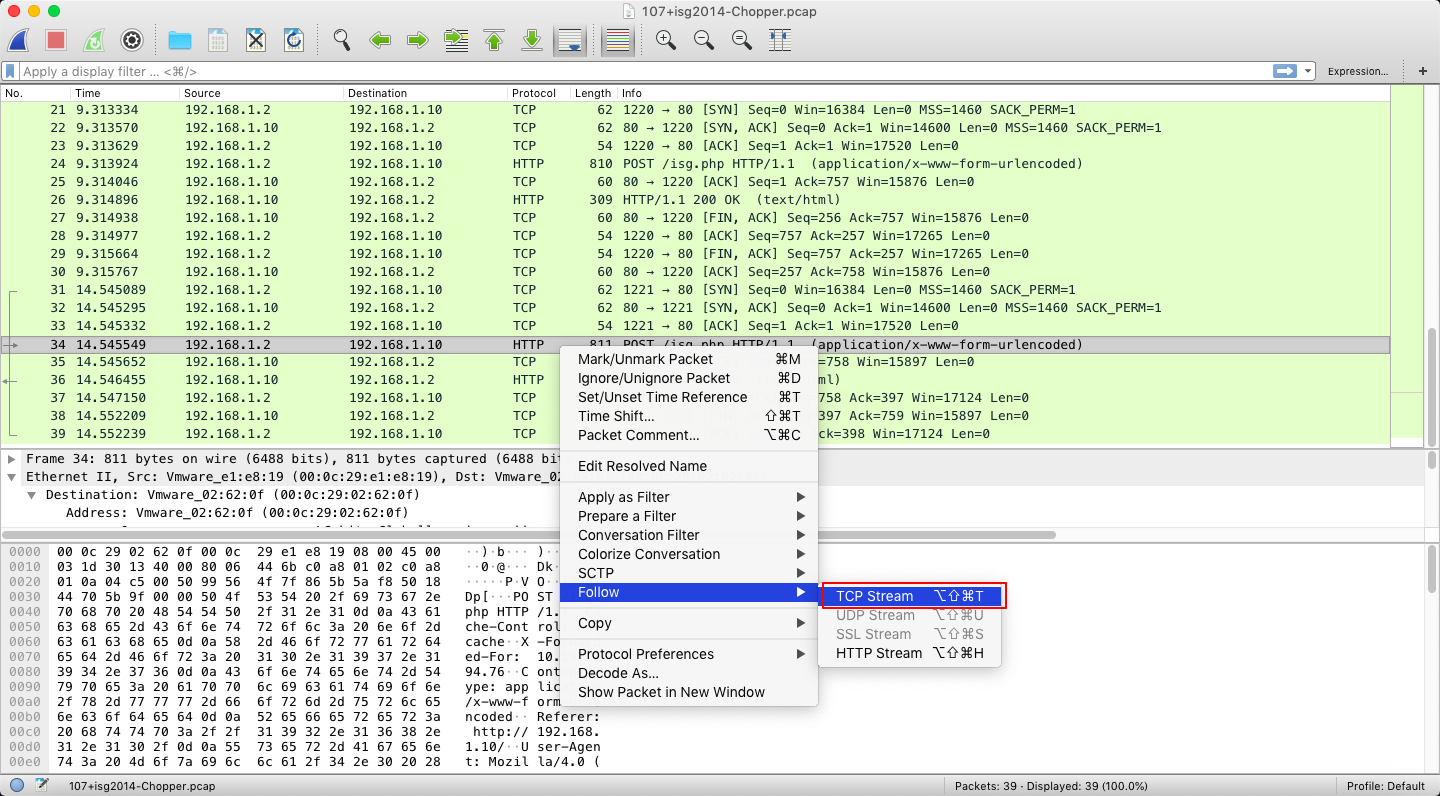 107+isg2014-Chopper.pcap
Apply a display filter ... <⌘/>
Expression... +
No. Time Source Destination Protocol Length Info
21 9.313334 192.168.1.2 192.168.1.10 TCP 62 1220 → 80 [SYN] Seq=0 Win=16384 Len=0 MSS=1460 SACK_PERM=1
22 9.313570 192.168.1.10 192.168.1.2 TCP 62 80 → 1220 [SYN, ACK] Seq=0 Ack=1 Win=14600 Len=0 MSS=1460 SACK_PERM=1
23 9.313629 192.168.1.2 192.168.1.10 TCP 54 1220 → 80 [ACK] Seq=1 Ack=1 Win=17520 Len=0
24 9.313924 192.168.1.2 192.168.1.10 HTTP 810 POST /isg.php HTTP/1.1 (application/x-www-form-urlencoded)
25 9.314046 192.168.1.10 192.168.1.2 TCP 60 80 → 1220 [ACK] Seq=1 Ack=757 Win=15876 Len=0
26 9.314896 192.168.1.10 192.168.1.2 HTTP 309 HTTP/1.1 200 OK (text/html)
27 9.314938 192.168.1.10 192.168.1.2 TCP 60 80 → 1220 [FIN, ACK] Seq=256 Ack=757 Win=15876 Len=0
28 9.314977 192.168.1.2 192.168.1.10 TCP 54 1220 → 80 [ACK] Seq=757 Ack=257 Win=17265 Len=0
29 9.315664 192.168.1.2 192.168.1.10 TCP 54 1220 → 80 [FIN, ACK] Seq=757 Ack=257 Win=17265 Len=0
30 9.315767 192.168.1.10 192.168.1.2 TCP 60 80 → 1220 [ACK] Seq=257 Ack=758 Win=15876 Len=0
31 14.545089 192.168.1.2 192.168.1.10 TCP 62 1221 → 80 [SYN] Seq=0 Win=16384 Len=0 MSS=1460 SACK_PERM=1
32 14.545295 192.168.1.10 192.168.1.2 TCP 62 80 → 1221 [SYN, ACK] Seq=0 Ack=1 Win=14600 Len=0 MSS=1460 SACK_PERM=1
33 14.545332 192.168.1.2 192.168.1.10 TCP 54 1221 → 80 [ACK] Seq=1 Ack=1 Win=17520 Len=0
34 14.545549 192.168.1.2 192.168.1.10 HTTP 811 POST /isg.php HTTP/1.1 (application/x-www-form-urlencoded)
35 14.545652 192.168.1.10 192.168.1.2 TCP =758 Win=15897 Len=0
36 14.546455 192.168.1.10 192.168.1.2 HTTP ml)
37 14.547150 192.168.1.2 192.168.1.10 TCP 758 Ack=397 Win=17124 Len=0
38 14.552209 192.168.1.10 192.168.1.2 TCP 397 Ack=759 Win=15897 Len=0
39 14.552239 192.168.1.2 192.168.1.10 TCP ck=398 Win=17124 Len=0
Mark/Unmark Packet ⌘M
Ignore/Unignore Packet ⌘D
Set/Unset Time Reference ⌘T
Time Shift... ⇧⌘T
Packet Comment... ⌥⌘C
Edit Resolved Name
Apply as Filter
Prepare a Filter
Conversation Filter
Colorize Conversation
SCTP
Follow
Copy
Protocol Preferences
Decode As...
Show Packet in New Window
TCP Stream ⌥⇧⌘T
UDP Stream ⌥⇧⌘U
SSL Stream ⌥⇧⌘S
HTTP Stream ⌥⇧⌘H
Frame 34: 811 bytes on wire (6488 bits), 811 bytes captured (6488 bit
Ethernet II, Src: Vmware_e1:e8:19 (00:0c:29:e1:e8:19), Dst: Vmware_02
Destination: Vmware_02:62:0f (00:0c:29:02:62:0f)
Address: Vmware_02:62:0f (00:0c:29:02:62:0f)
0000 00 0c 29 02 62 0f 00 0c 29 e1 e8 19 08 00 45 00 ··)·b··· )·
0010 03 1d 30 13 40 00 80 06 44 6b c0 a8 01 02 c0 a8 ··0·@··· Dk
0020 01 0a 04 c5 00 50 99 56 4f 7f 86 5b 5a f8 50 18 ·····P·V O·
0030 44 70 5b 9f 00 00 50 4f 53 54 20 2f 69 73 67 2e Dp[···PO ST
0040 70 68 70 20 48 54 54 50 2f 31 2e 31 0d 0a 43 61 php HTTP /1.
0050 63 68 65 2d 43 6f 6e 74 72 6f 6c 3a 20 6e 6f 2d che-Cont ro
0060 63 61 63 68 65 0d 0a 58 2d 46 6f 72 77 61 72 64 cache··X -Fo
0070 65 64 2d 46 6f 72 3a 20 31 30 2e 31 39 37 2e 31 ed-For: 10.
0080 39 34 2e 37 36 0d 0a 43 6f 6e 74 65 6e 74 2d 54 94.76··C ont
0090 79 70 65 3a 20 61 70 70 6c 69 63 61 74 69 6f 6e ype: app lic
00a0 2f 78 2d 77 77 77 2d 66 6f 72 6d 2d 75 72 6c 65 /x-www-f orm
00b0 6e 63 6f 64 65 64 0d 0a 52 65 66 65 72 65 72 3a ncoded·· Referer:
00c0 20 68 74 74 70 3a 2f 2f 31 39 32 2e 31 36 38 2e http:// 192.168.
00d0 31 2e 31 30 2f 0d 0a 55 73 65 72 2d 41 67 65 6e 1.10/··U ser-Agen
00e0 74 3a 20 4d 6f 7a 69 6c 6c 61 2f 34 2e 30 20 28 t: Mozil la/4.0 (
107+isg2014-Chopper.pcap
Packets: 39 · Displayed: 39 (100.0%)
Profile: Default